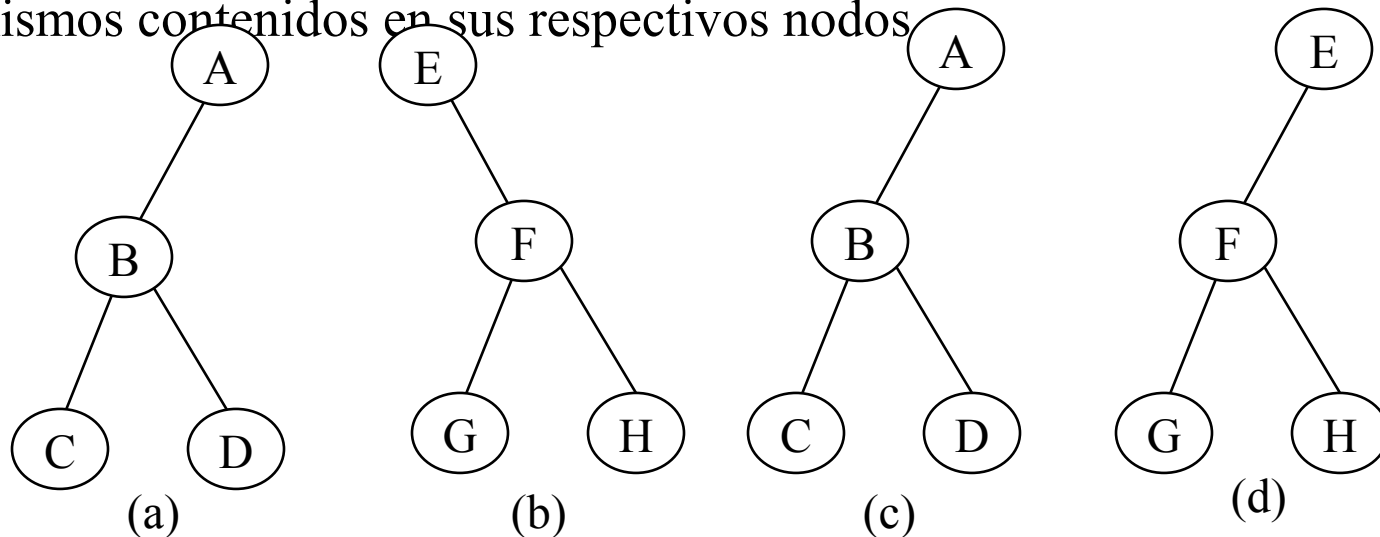 ismos contenidos en sus respectivos nodos
A E A E
B F B F
C D G H C D G H
(a) (b) (c) (d)